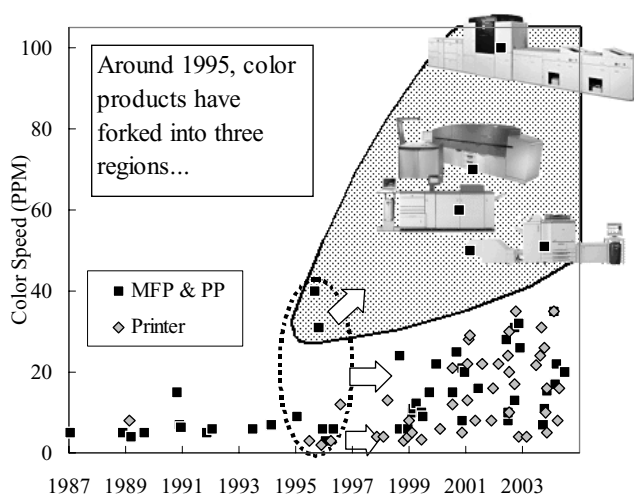 100
80
60
40
20
0
Color Speed (PPM)
Around 1995, color
products have
forked into three
regions...
MFP & PP
Printer
1987 1989 1991 1993 1995 1997 1999 2001 2003